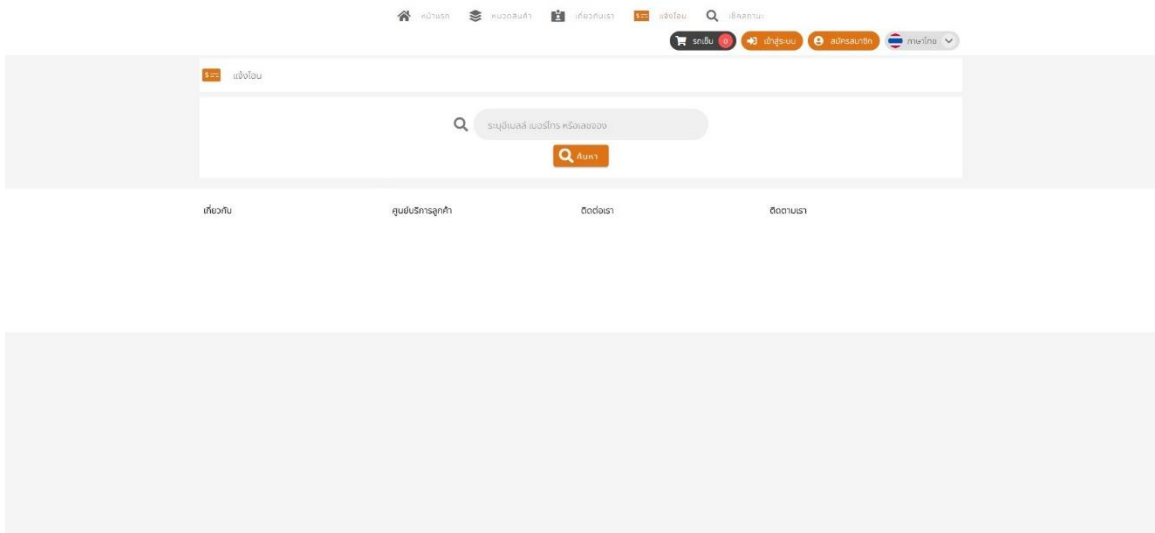 หน้าแรก หมวดสินค้า เกี่ยวกับเรา แจ้งโอน เช็คสถานะ
รถเข็น 0 เข้าสู่ระบบ สมัครสมาชิก ภาษาไทย
แจ้งโอน
ระบุอีเมลล์ เบอร์โทร หรือเลขจอง
ค้นหา
เกี่ยวกับ ศูนย์บริการลูกค้า ติดต่อเรา ติดตามเรา